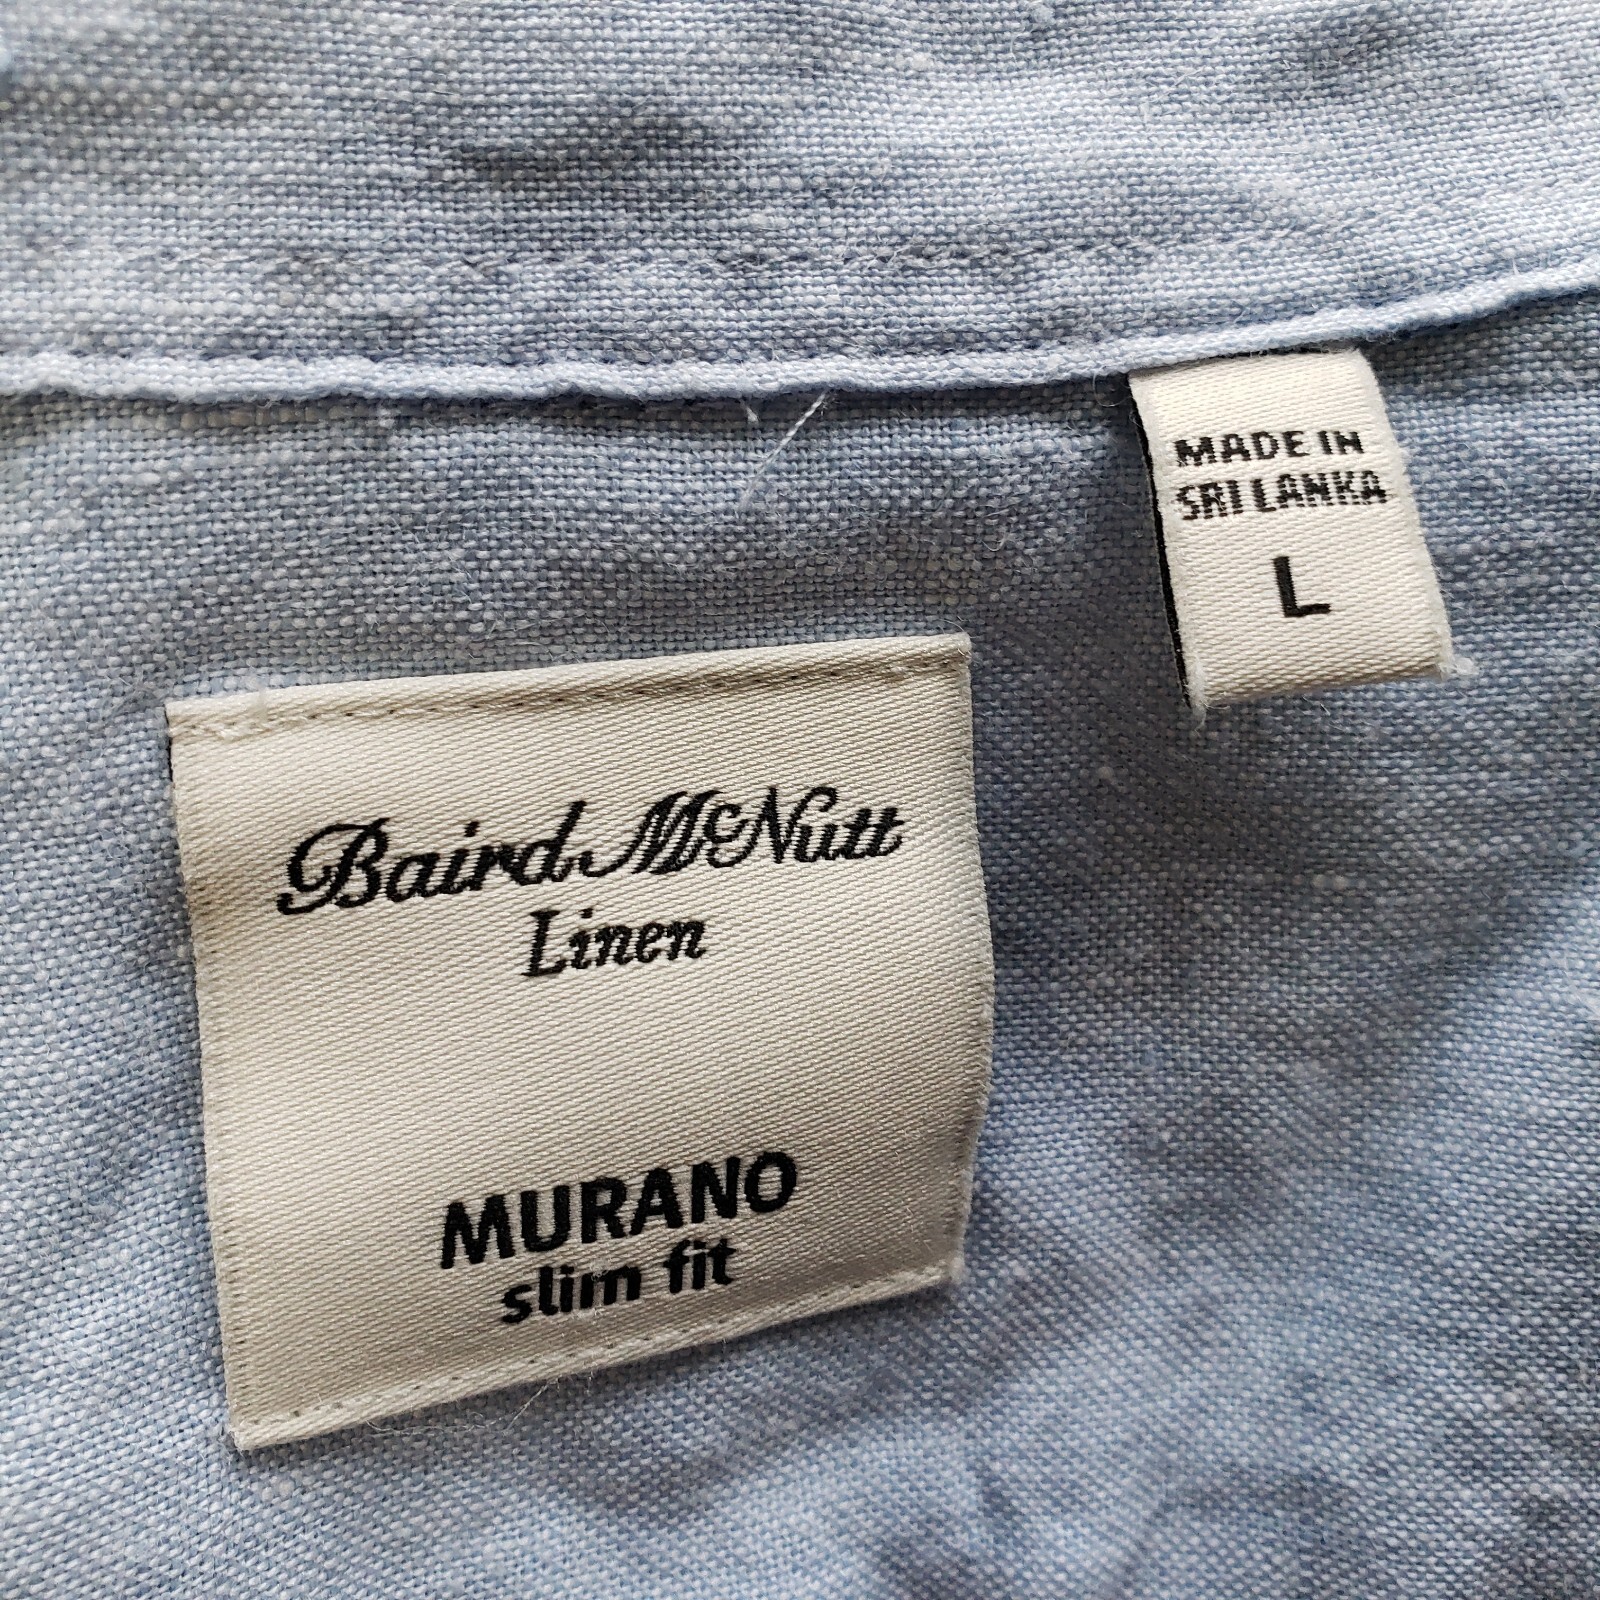 MADE IN
SRI LANKA
L
Baird McNutt
Linen
MURANO
slim fit